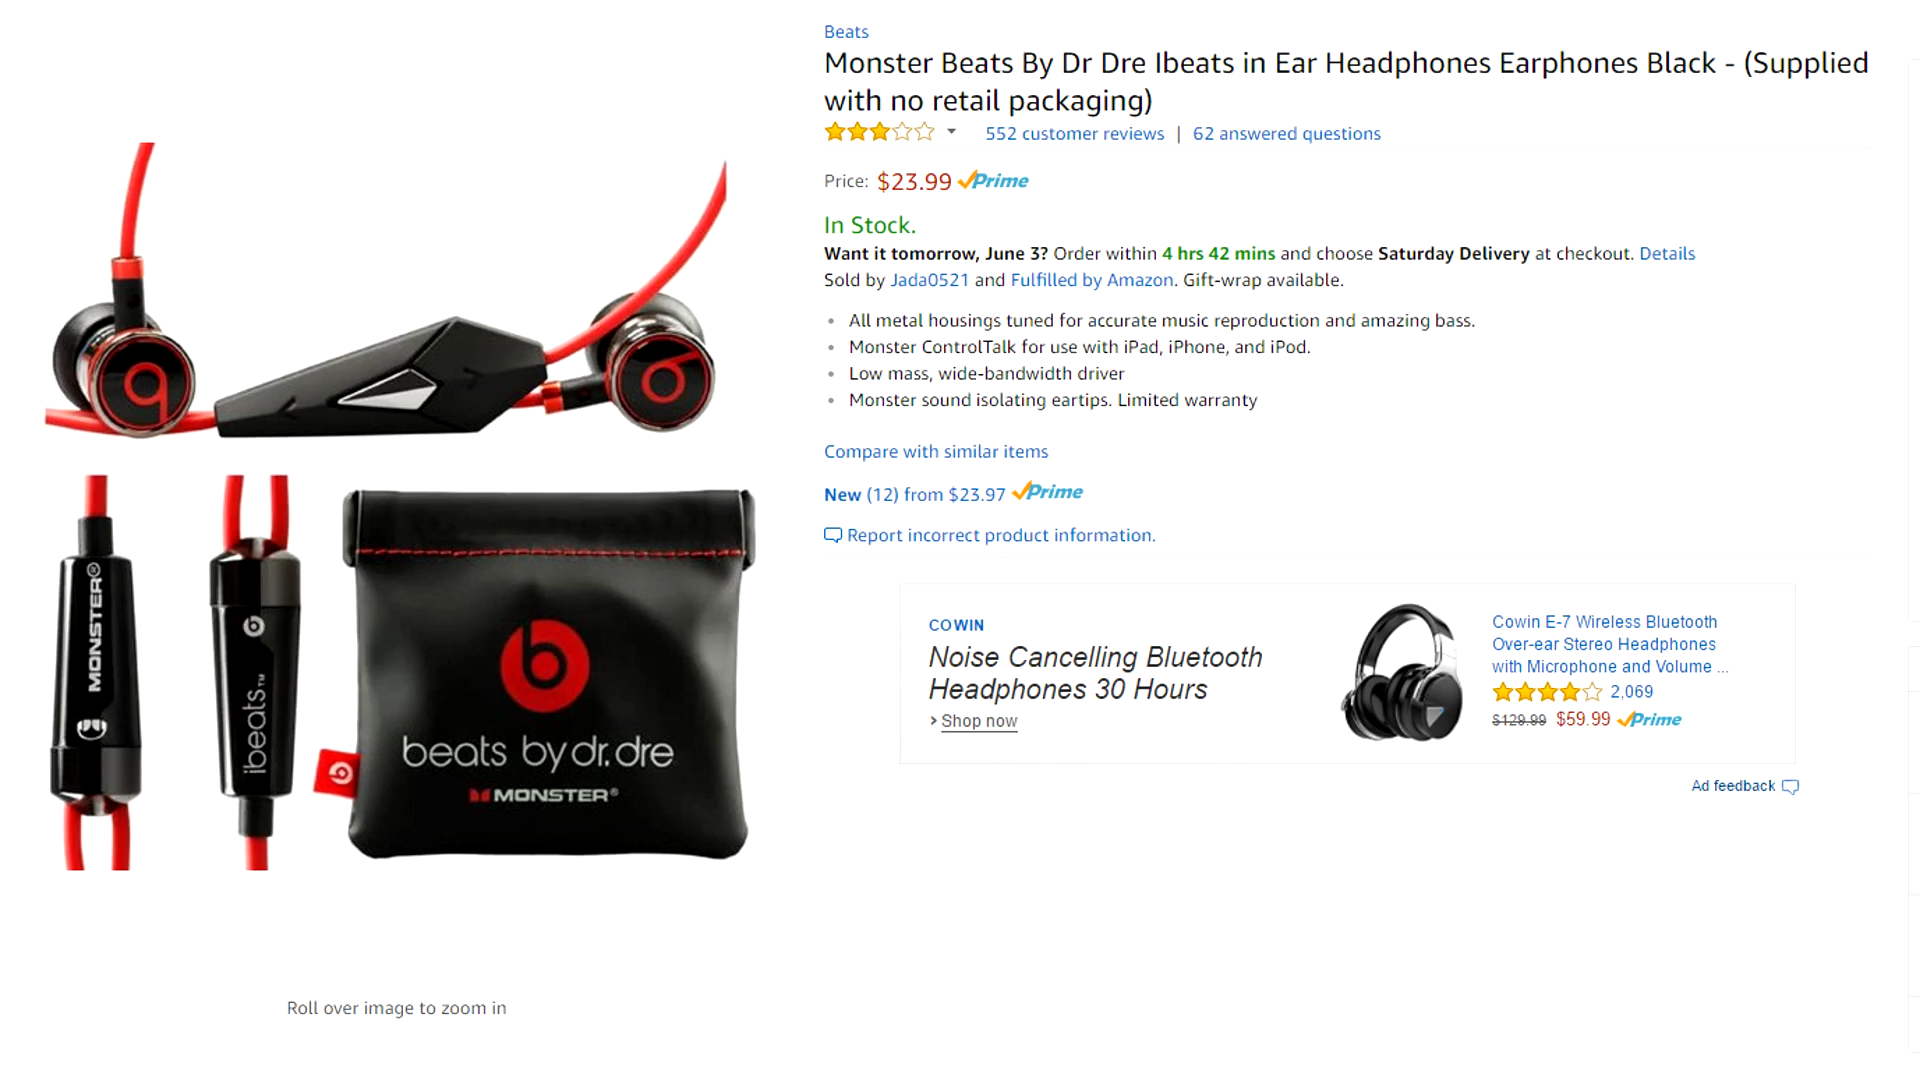 Beats
Monster Beats By Dr Dre Ibeats in Ear Headphones Earphones Black - (Supplied
with no retail packaging)
552 customer reviews | 62 answered questions
Price: $23.99 Prime
In Stock.
Want it tomorrow, June 3? Order within 4 hrs 42 mins and choose Saturday Delivery at checkout. Details
Sold by Jada0521 and Fulfilled by Amazon. Gift-wrap available.
• All metal housings tuned for accurate music reproduction and amazing bass.
• Monster ControlTalk for use with iPad, iPhone, and iPod.
• Low mass, wide-bandwidth driver
• Monster sound isolating eartips. Limited warranty
Compare with similar items
New (12) from $23.97 Prime
Report incorrect product information.
COWIN
Noise Cancelling Bluetooth
Headphones 30 Hours
› Shop now
Cowin E-7 Wireless Bluetooth
Over-ear Stereo Headphones
with Microphone and Volume ...
2,069
$129.99 $59.99 Prime
Ad feedback
MONSTER®
ibeats™
beats by dr. dre
MONSTER®
Roll over image to zoom in